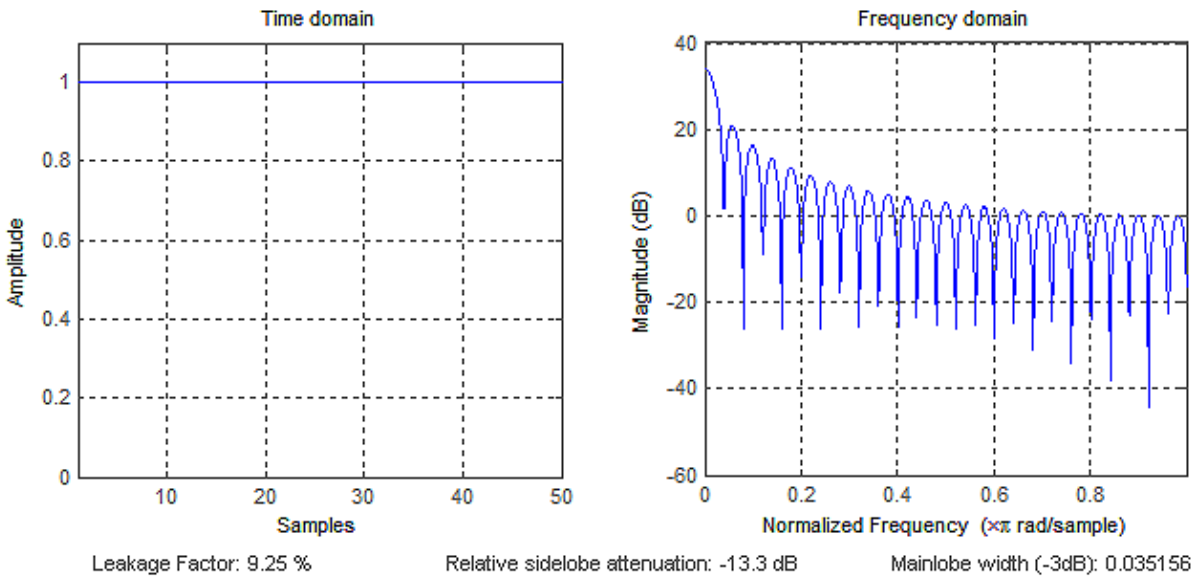 Time domain
1
0.8
0.6
0.4
0.2
0
Amplitude
10 20 30 40 50
Samples
Frequency domain
40
20
0
-20
-40
-60
Magnitude (dB)
0 0.2 0.4 0.6 0.8
Normalized Frequency (×π rad/sample)
Leakage Factor: 9.25 %
Relative sidelobe attenuation: -13.3 dB
Mainlobe width (-3dB): 0.035156